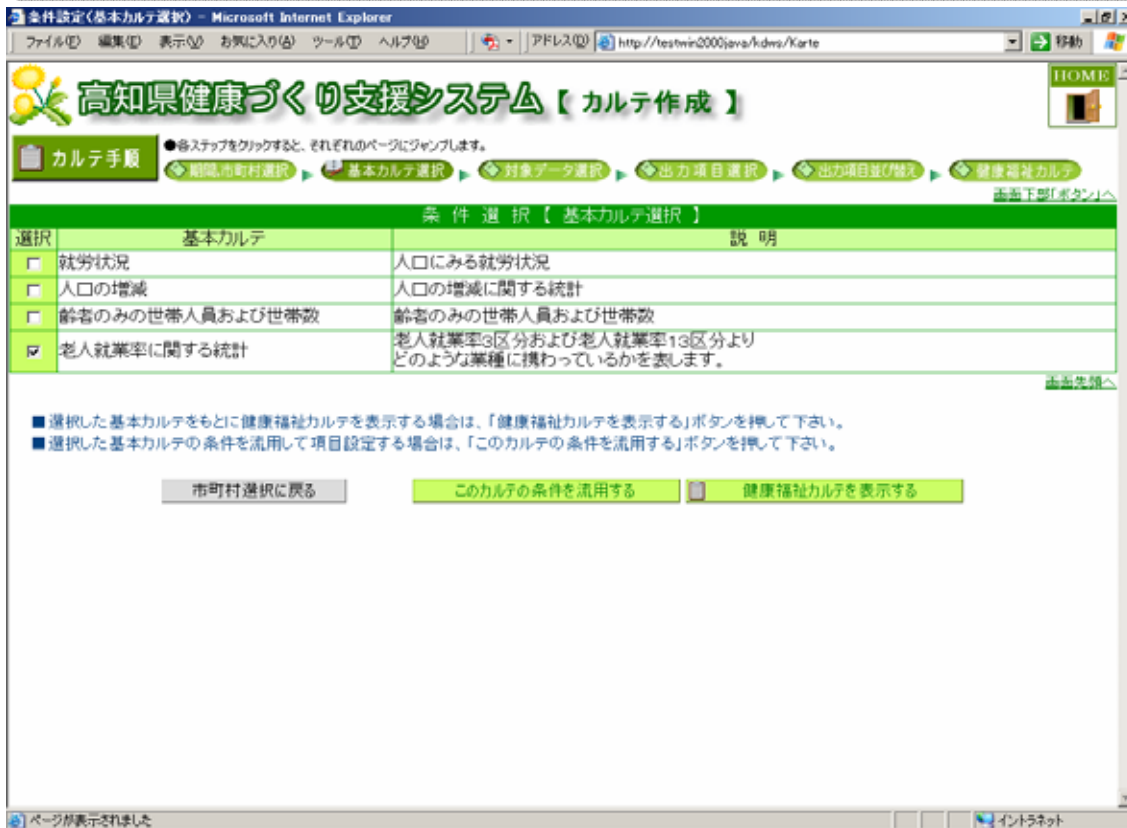 条件設定(基本カルテ選択) - Microsoft Internet Explorer
ファイル(F) 編集(E) 表示(V) お気に入り(A) ツール(T) ヘルプ(H) アドレス(D) http://testwin2000java/kdws/Karte 移動
高知県健康づくり支援システム【 カルテ作成 】
HOME
カルテ手順
●各ステップをクリックすると、それぞれのページにジャンプします。
期間,市町村選択 基本カルテ選択 対象データ選択 出力項目選択 出力項目並び替え 健康福祉カルテ
画面下部「ボタン」へ
条 件 選 択 【 基本カルテ選択 】
選択 基本カルテ 説 明
就労状況 人口にみる就労状況
人口の増減 人口の増減に関する統計
齢者のみの世帯人員および世帯数 齢者のみの世帯人員および世帯数
老人就業率に関する統計 老人就業率3区分および老人就業率13区分より
どのような業種に携わっているかを表します。
画面先頭へ
■選択した基本カルテをもとに健康福祉カルテを表示する場合は、「健康福祉カルテを表示する」ボタンを押して下さい。
■選択した基本カルテの条件を流用して項目設定する場合は、「このカルテの条件を流用する」ボタンを押して下さい。
市町村選択に戻る このカルテの条件を流用する 健康福祉カルテを表示する
ページが表示されました イントラネット